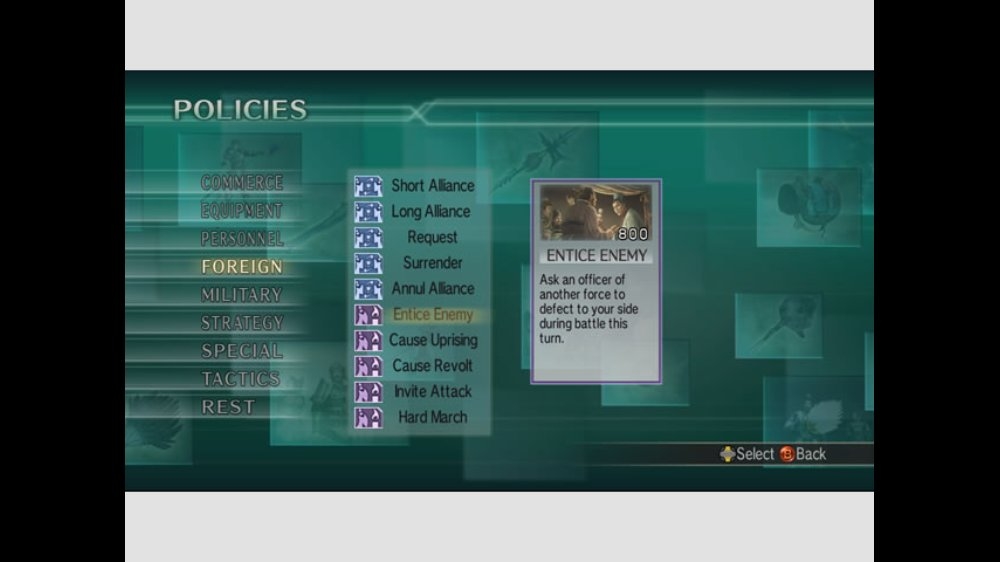 POLICIES
COMMERCE
EQUIPMENT
PERSONNEL
FOREIGN
MILITARY
STRATEGY
SPECIAL
TACTICS
REST
Short Alliance
Long Alliance
Request
Surrender
Annul Alliance
Entice Enemy
Cause Uprising
Cause Revolt
Invite Attack
Hard March
800
ENTICE ENEMY
Ask an officer of
another force to
defect to your side
during battle this
turn.
Select B Back